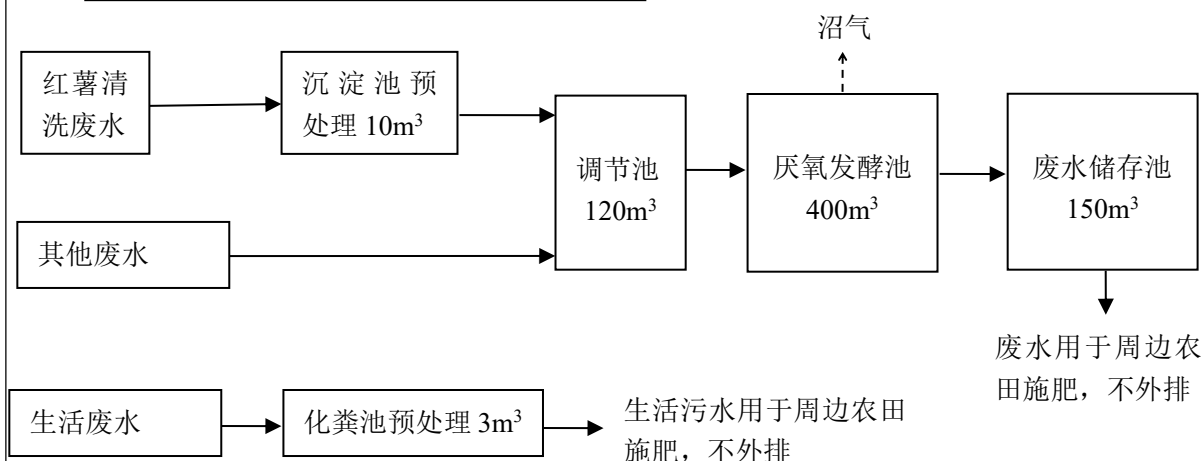 沼气
红薯清
洗废水
沉淀池预
处理 10m³
调节池
120m³
厌氧发酵池
400m³
废水储存池
150m³
其他废水
废水用于周边农
田施肥，不外排
生活废水
化粪池预处理 3m³
生活污水用于周边农田
施肥，不外排